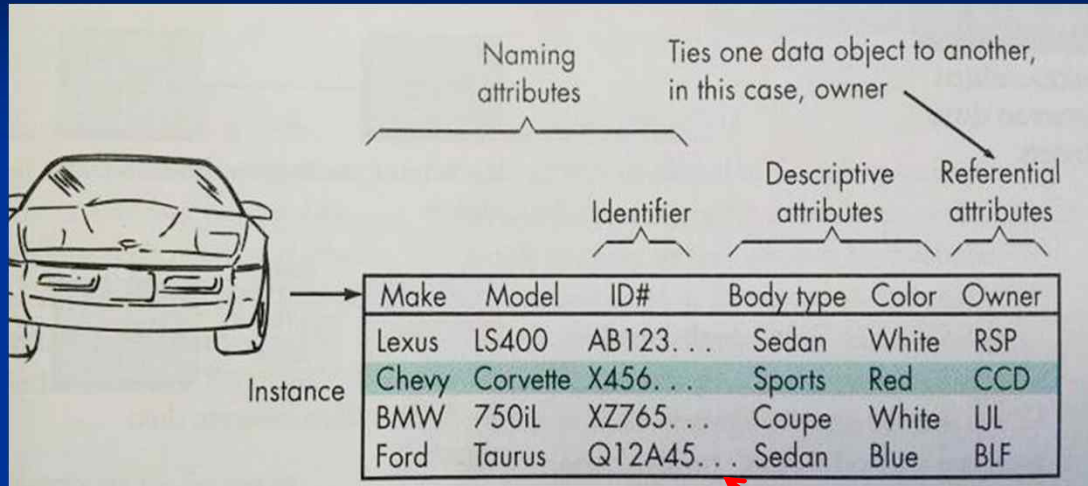 Naming
attributes
Ties one data object to another,
in this case, owner
Identifier
Descriptive
attributes
Referential
attributes
Make Model ID# Body type Color Owner
Lexus LS400 AB123. . . Sedan White RSP
Instance
Chevy Corvette X456. . . Sports Red CCD
BMW 750iL XZ765. . . Coupe White LJL
Ford Taurus Q12A45. . . Sedan Blue BLF